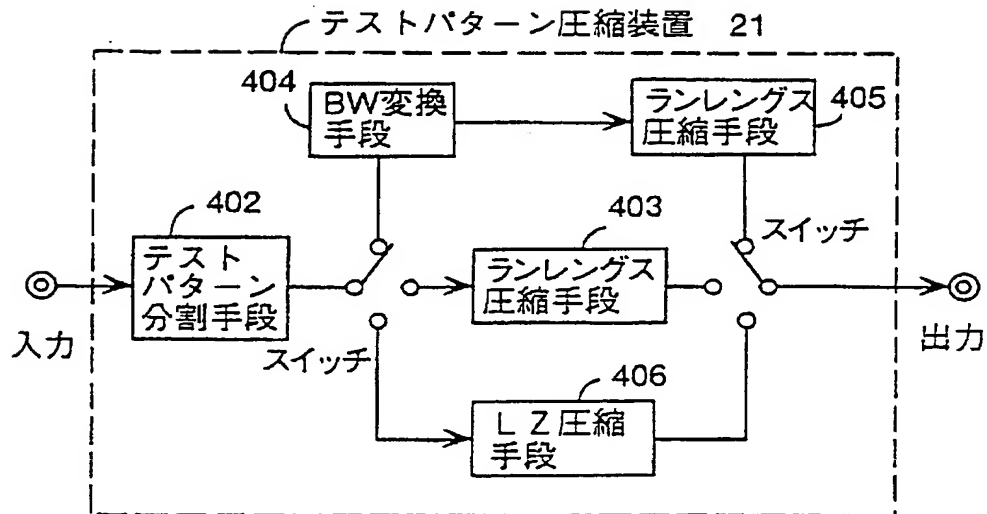 テストパターン圧縮装置 21
404
BW変換
手段
ランレングス
圧縮手段
405
402
テスト
パターン
分割手段
403
ランレングス
圧縮手段
スイッチ
入力
スイッチ
出力
406
LZ圧縮
手段